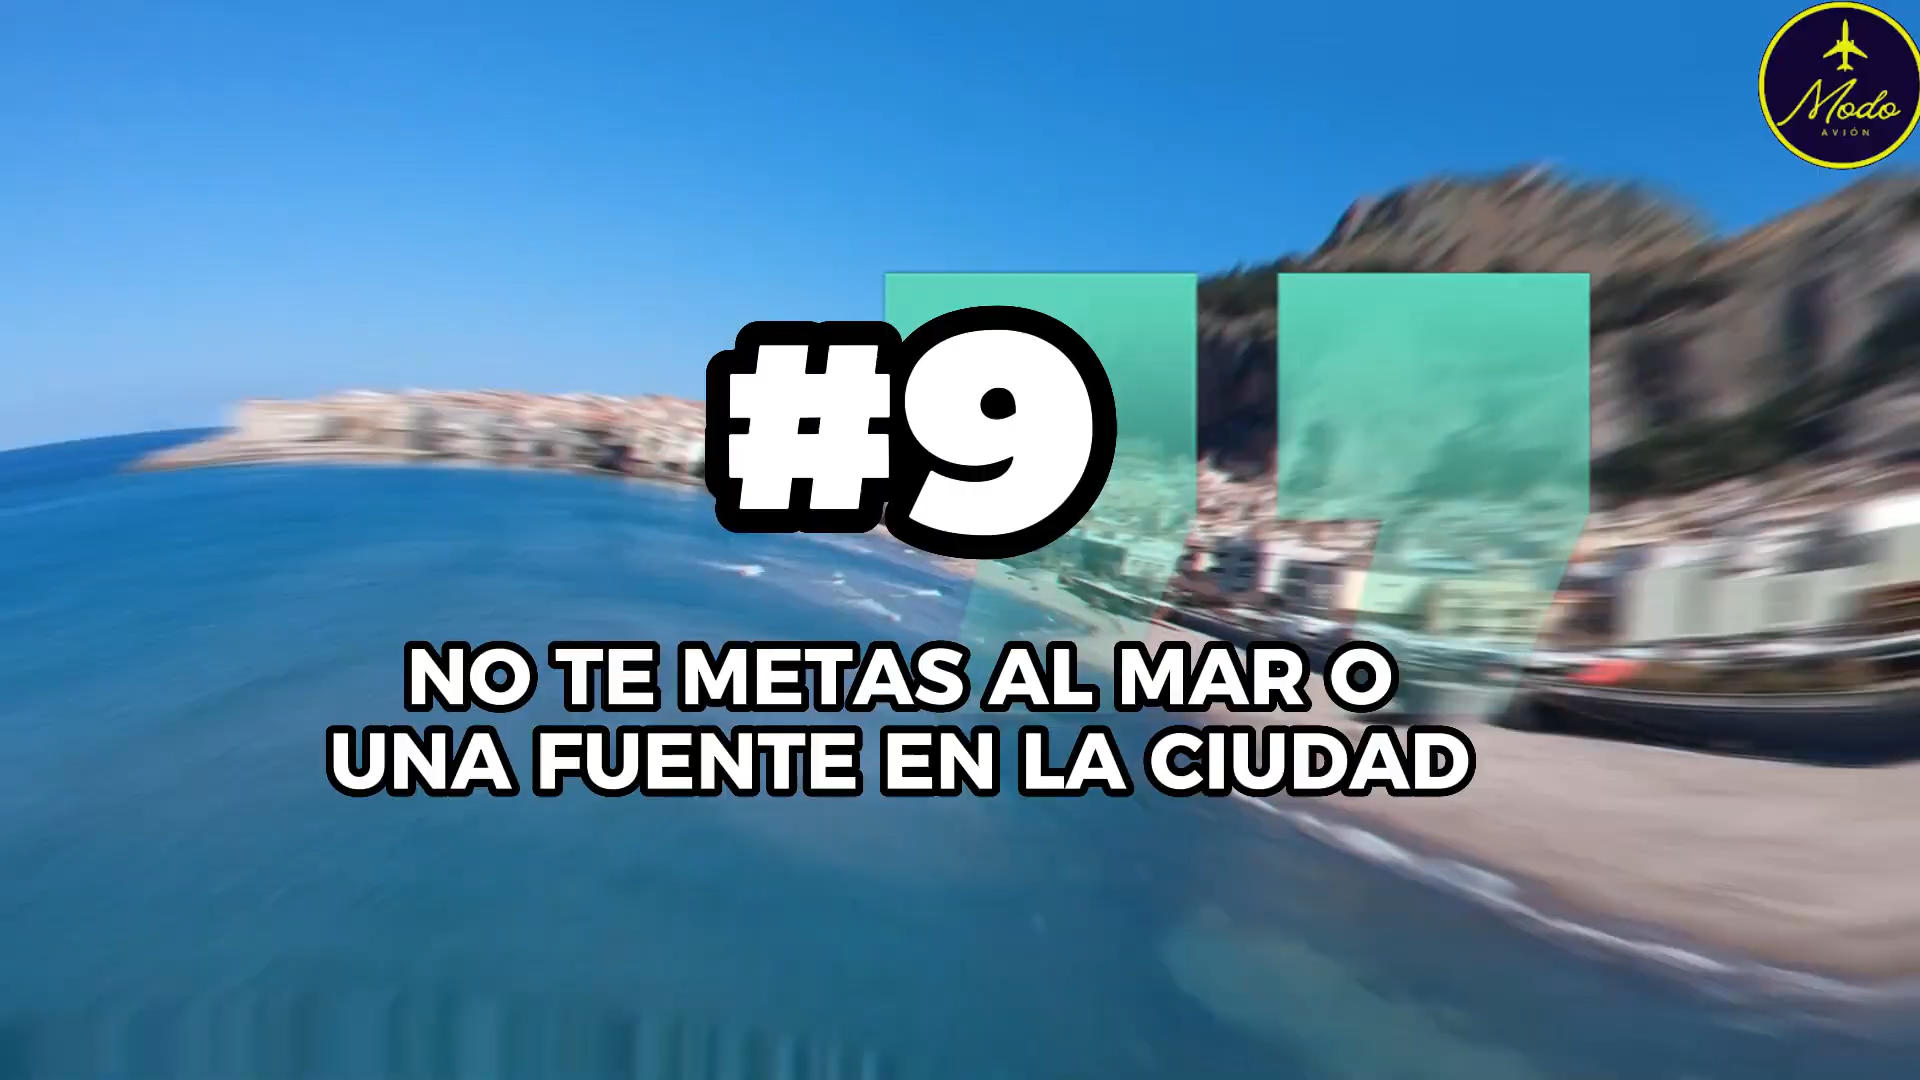 Modo
AVIÓN
#9
NO TE METAS AL MAR O
UNA FUENTE EN LA CIUDAD